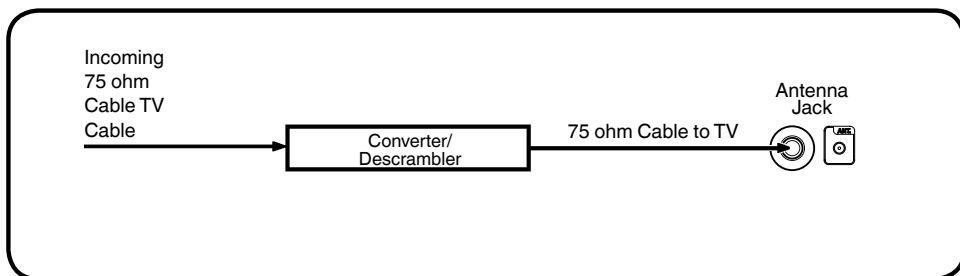 Incoming
75 ohm
Cable TV
Cable
Converter/
Descrambler
75 ohm Cable to TV
Antenna
Jack
ANT.